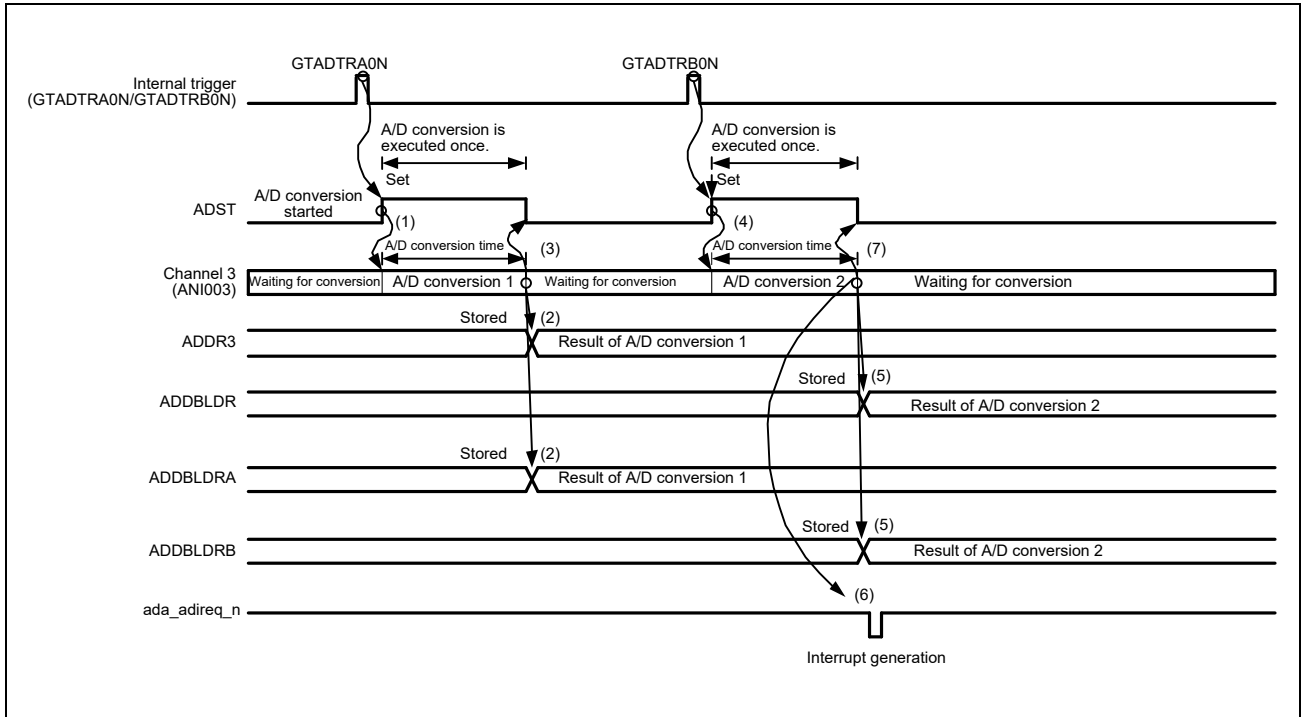 GTADTRA0N
GTADTRB0N
Internal trigger
(GTADTRA0N/GTADTRB0N)
A/D conversion is
executed once.
A/D conversion is
executed once.
Set
Set
A/D conversion
started
ADST
(1)
(4)
A/D conversion time
(3)
A/D conversion time
(7)
Channel 3
(ANI003)
Waiting for conversion
A/D conversion 1
Waiting for conversion
A/D conversion 2
Waiting for conversion
Stored
(2)
ADDR3
Result of A/D conversion 1
Stored
(5)
ADDBLDR
Result of A/D conversion 2
Stored
(2)
ADDBLDRA
Result of A/D conversion 1
Stored
(5)
ADDBLDRB
Result of A/D conversion 2
(6)
ada_adireq_n
Interrupt generation